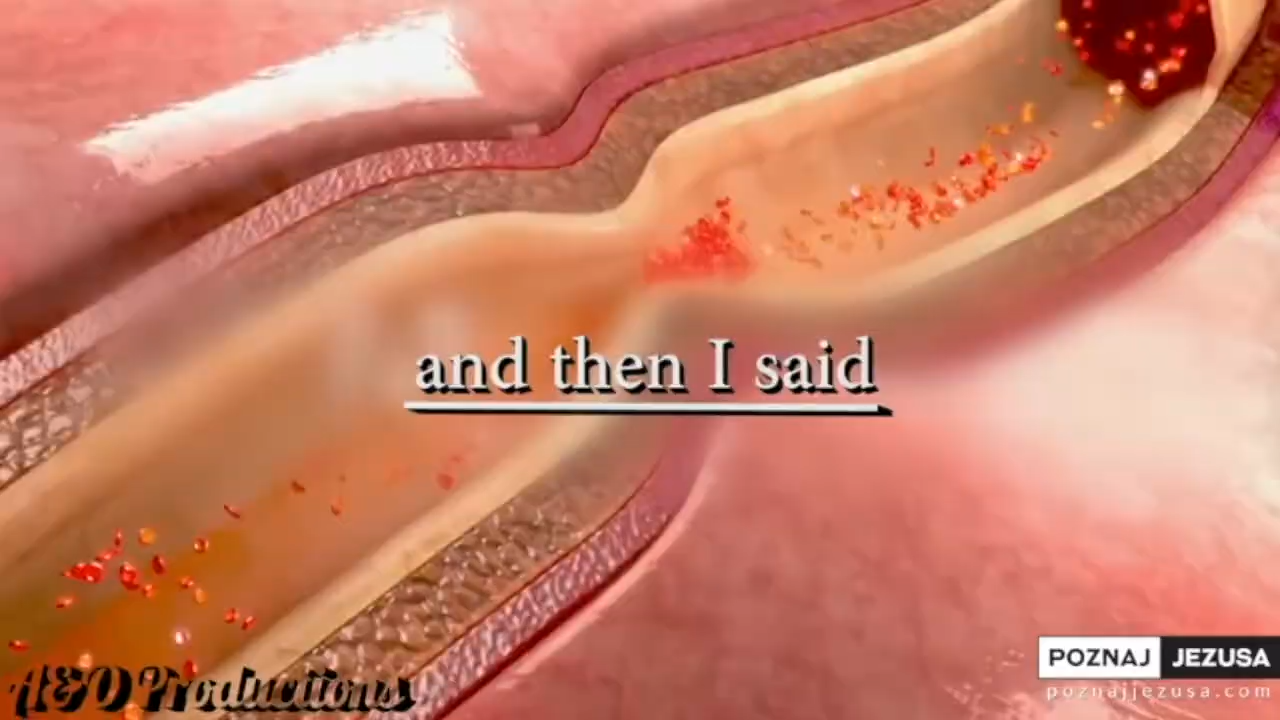 and then I said
A&O Productions
POZNAJ JEZUSA
poznajjezusa.com